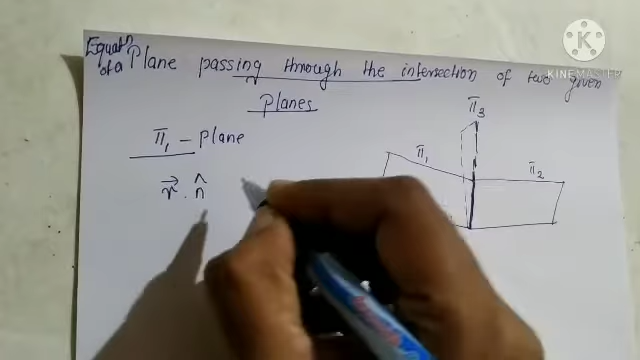 Equatn of a Plane passing through the intersection of two given
Planes
π₁ - Plane
r⃗ . n̂
π₁
π₂
π₃
KINEMASTER